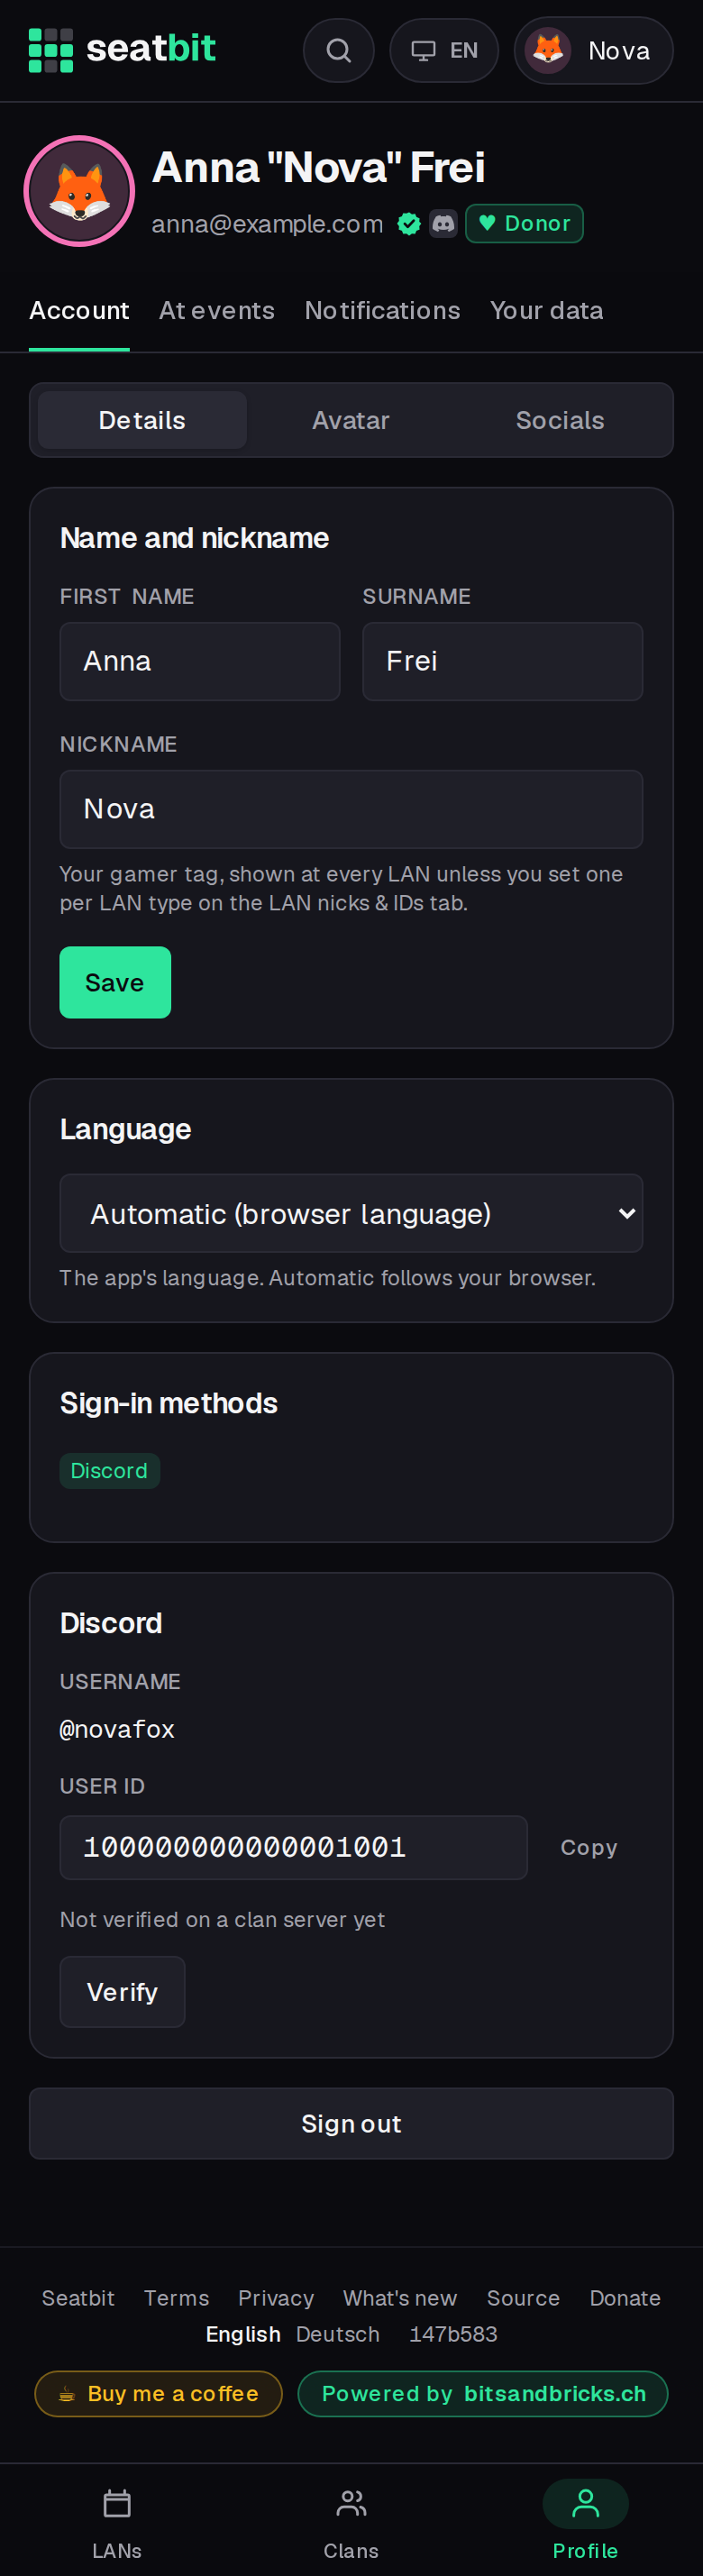 seatbit
EN
Nova
Anna "Nova" Frei
anna@example.com
♥ Donor
Account At events Notifications Your data
Details Avatar Socials
Name and nickname
FIRST NAME SURNAME
Anna Frei
NICKNAME
Nova
Your gamer tag, shown at every LAN unless you set one
per LAN type on the LAN nicks & IDs tab.
Save
Language
Automatic (browser language)
The app's language. Automatic follows your browser.
Sign-in methods
Discord
Discord
USERNAME
@novafox
USER ID
100000000000001001 Copy
Not verified on a clan server yet
Verify
Sign out
Seatbit Terms Privacy What's new Source Donate
English Deutsch 147b583
☕ Buy me a coffee Powered by bitsandbricks.ch
LANs Clans Profile